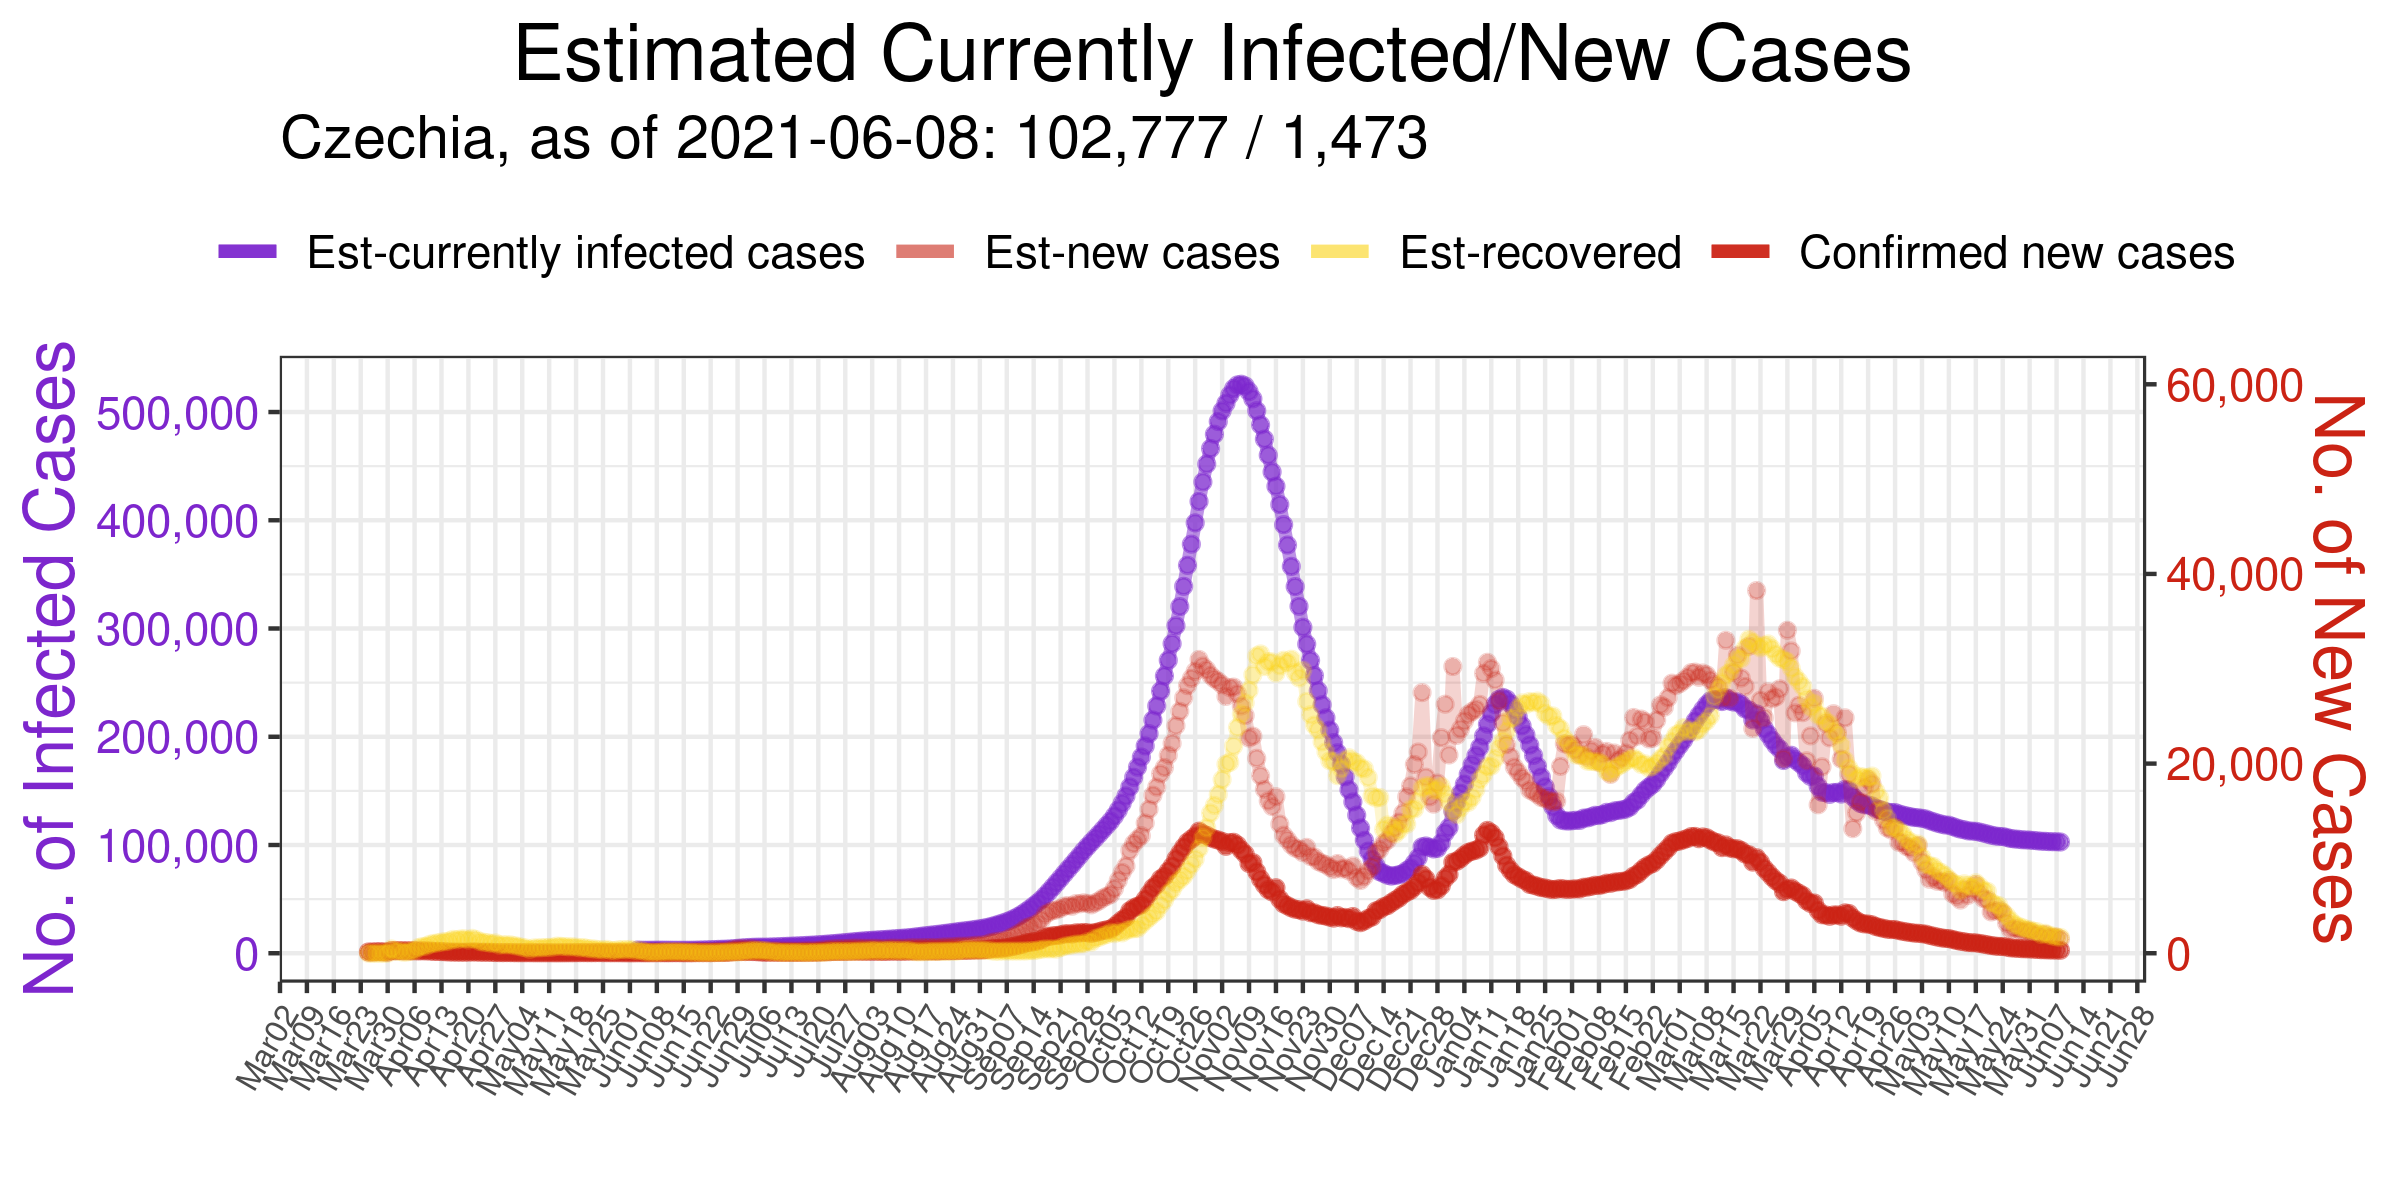 Estimated Currently Infected/New Cases
Czechia, as of 2021-06-08: 102,777 / 1,473
Est-currently infected cases
Est-new cases
Est-recovered
Confirmed new cases
No. of Infected Cases
500,000
400,000
300,000
200,000
100,000
0
60,000
40,000
20,000
0
No. of New Cases
Mar02
Mar09
Mar16
Mar23
Mar30
Apr06
Apr13
Apr20
Apr27
May04
May11
May18
May25
Jun01
Jun08
Jun15
Jun22
Jun29
Jul06
Jul13
Jul20
Jul27
Aug03
Aug10
Aug17
Aug24
Aug31
Sep07
Sep14
Sep21
Sep28
Oct05
Oct12
Oct19
Oct26
Nov02
Nov09
Nov16
Nov23
Nov30
Dec07
Dec14
Dec21
Dec28
Jan04
Jan11
Jan18
Jan25
Feb01
Feb08
Feb15
Feb22
Mar01
Mar08
Mar15
Mar22
Mar29
Apr05
Apr12
Apr19
Apr26
May03
May10
May17
May24
May31
Jun07
Jun14
Jun21
Jun28